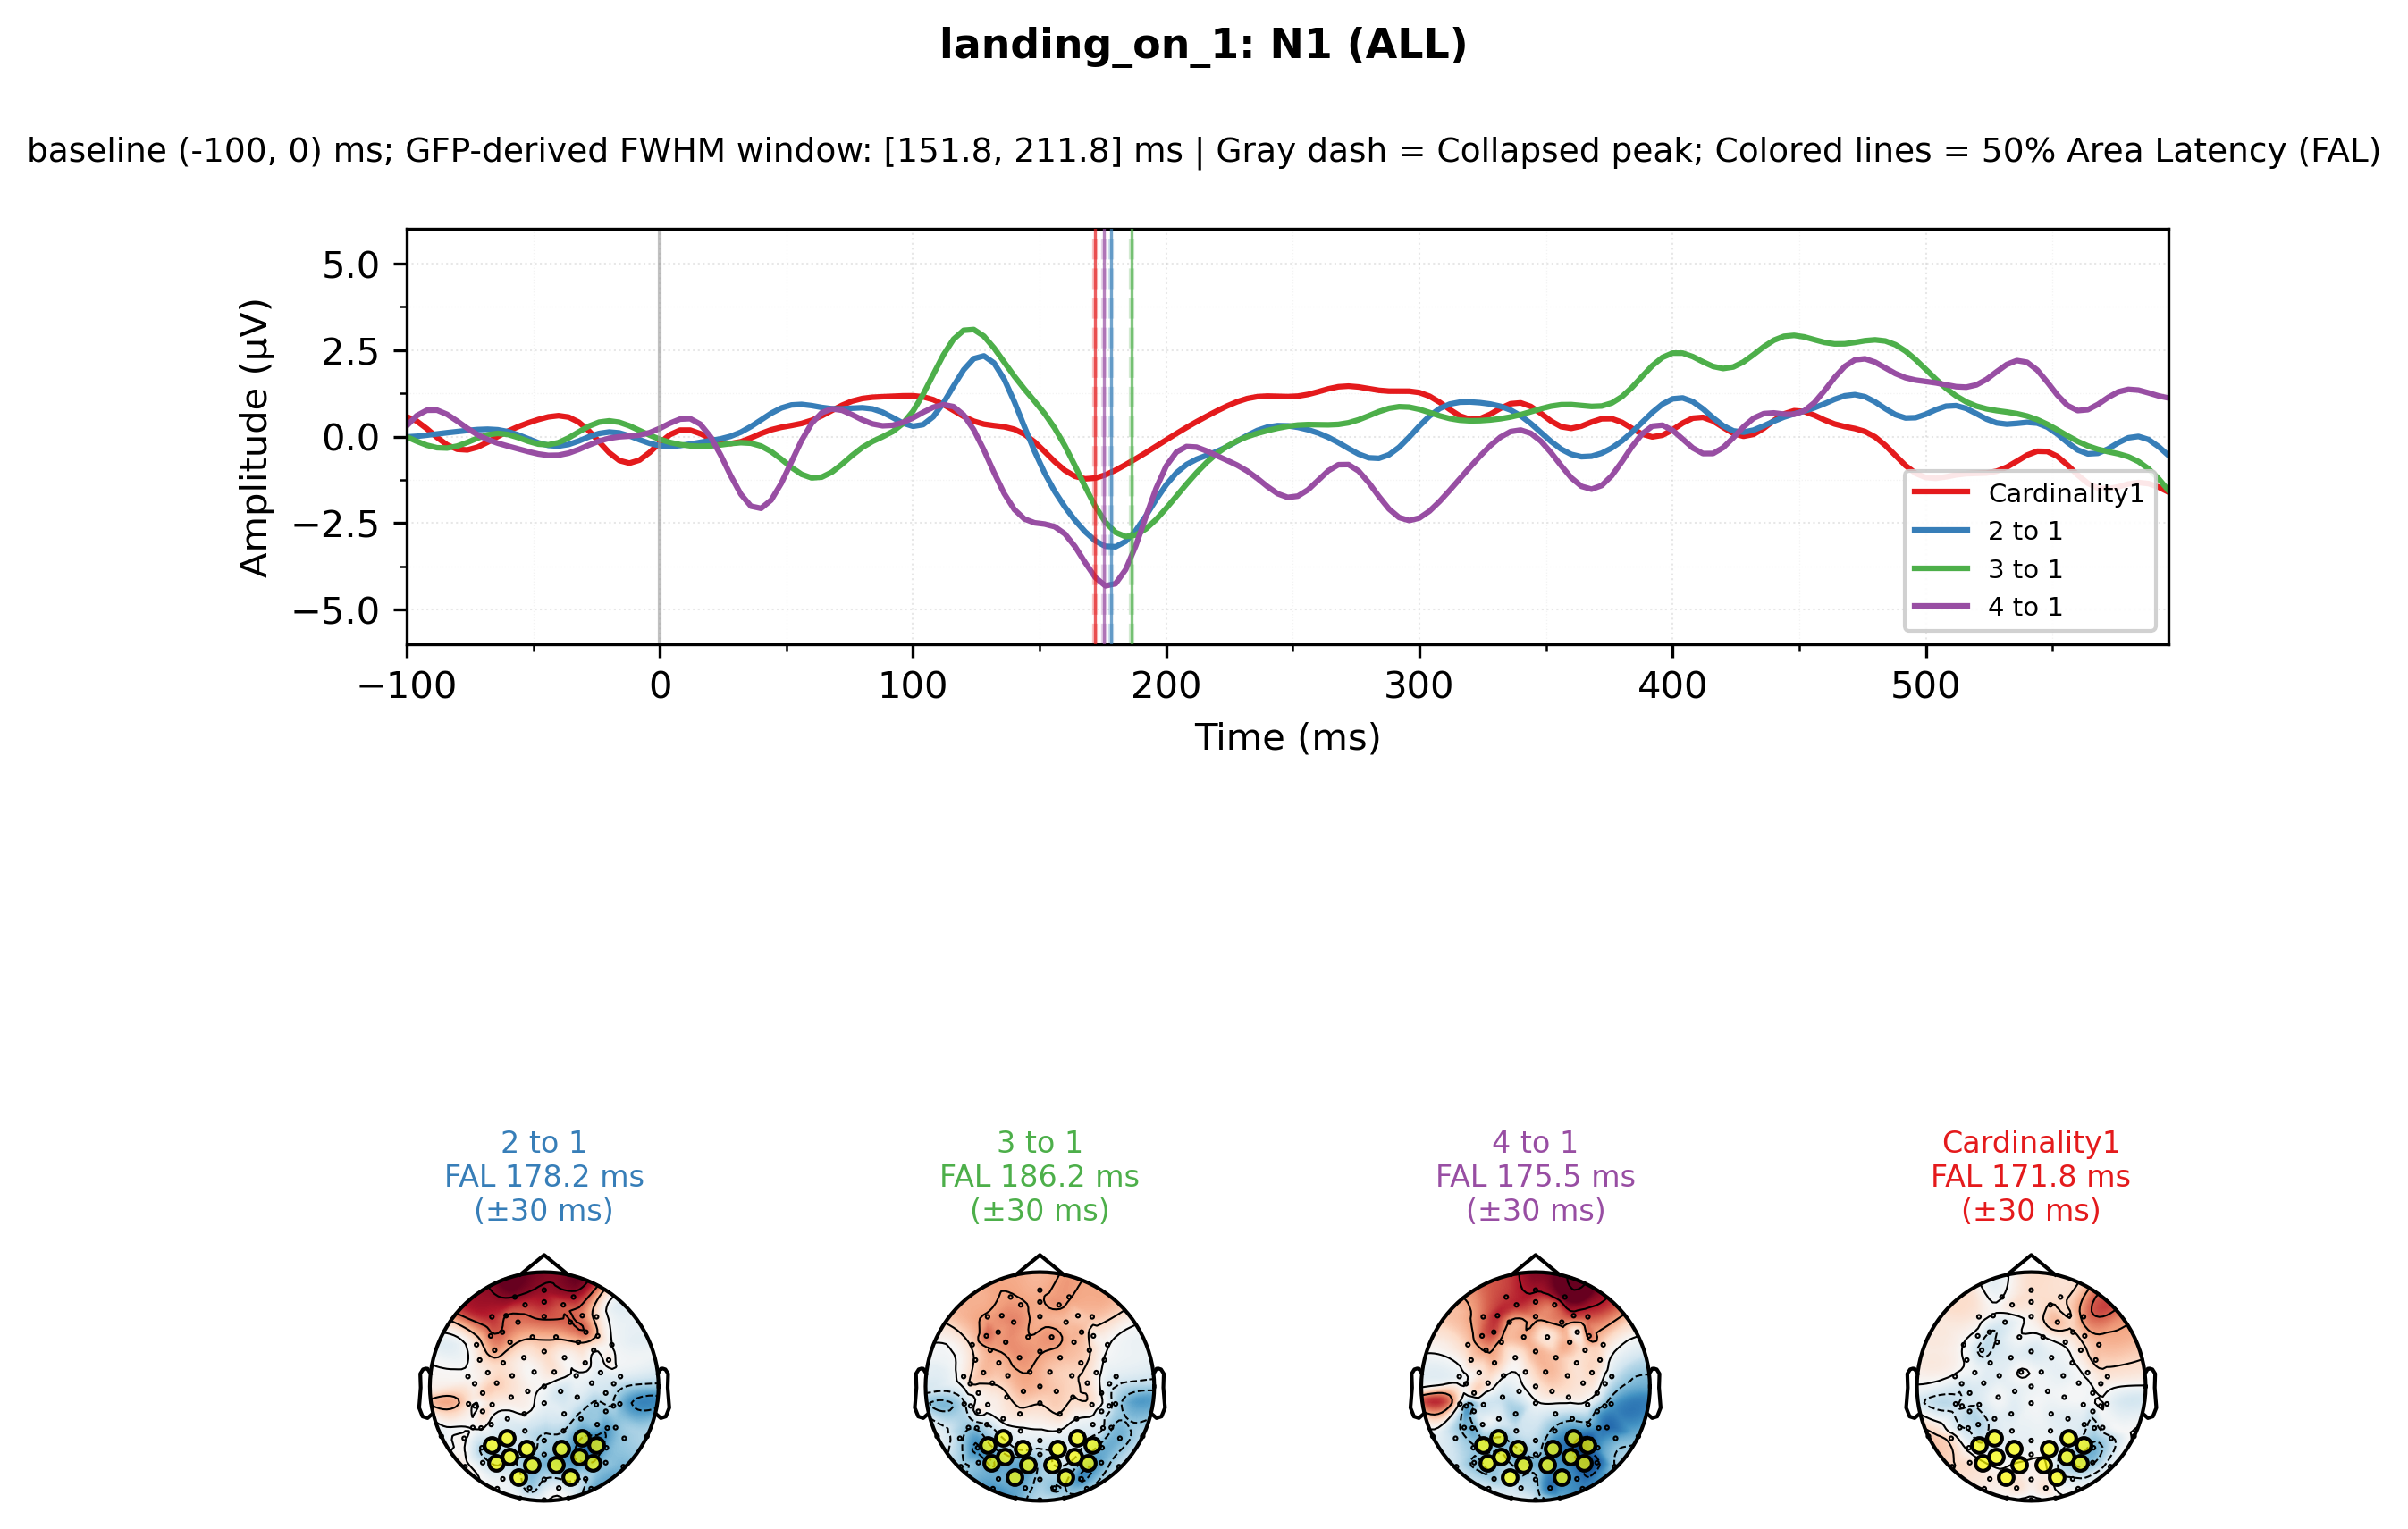 landing_on_1: N1 (ALL)
baseline (-100, 0) ms; GFP-derived FWHM window: [151.8, 211.8] ms | Gray dash = Collapsed peak; Colored lines = 50% Area Latency (FAL)
Amplitude (μV)
5.0
2.5
0.0
−2.5
−5.0
Cardinality1
2 to 1
3 to 1
4 to 1
−100 0 100 200 300 400 500
Time (ms)
2 to 1
FAL 178.2 ms
(±30 ms)
3 to 1
FAL 186.2 ms
(±30 ms)
4 to 1
FAL 175.5 ms
(±30 ms)
Cardinality1
FAL 171.8 ms
(±30 ms)